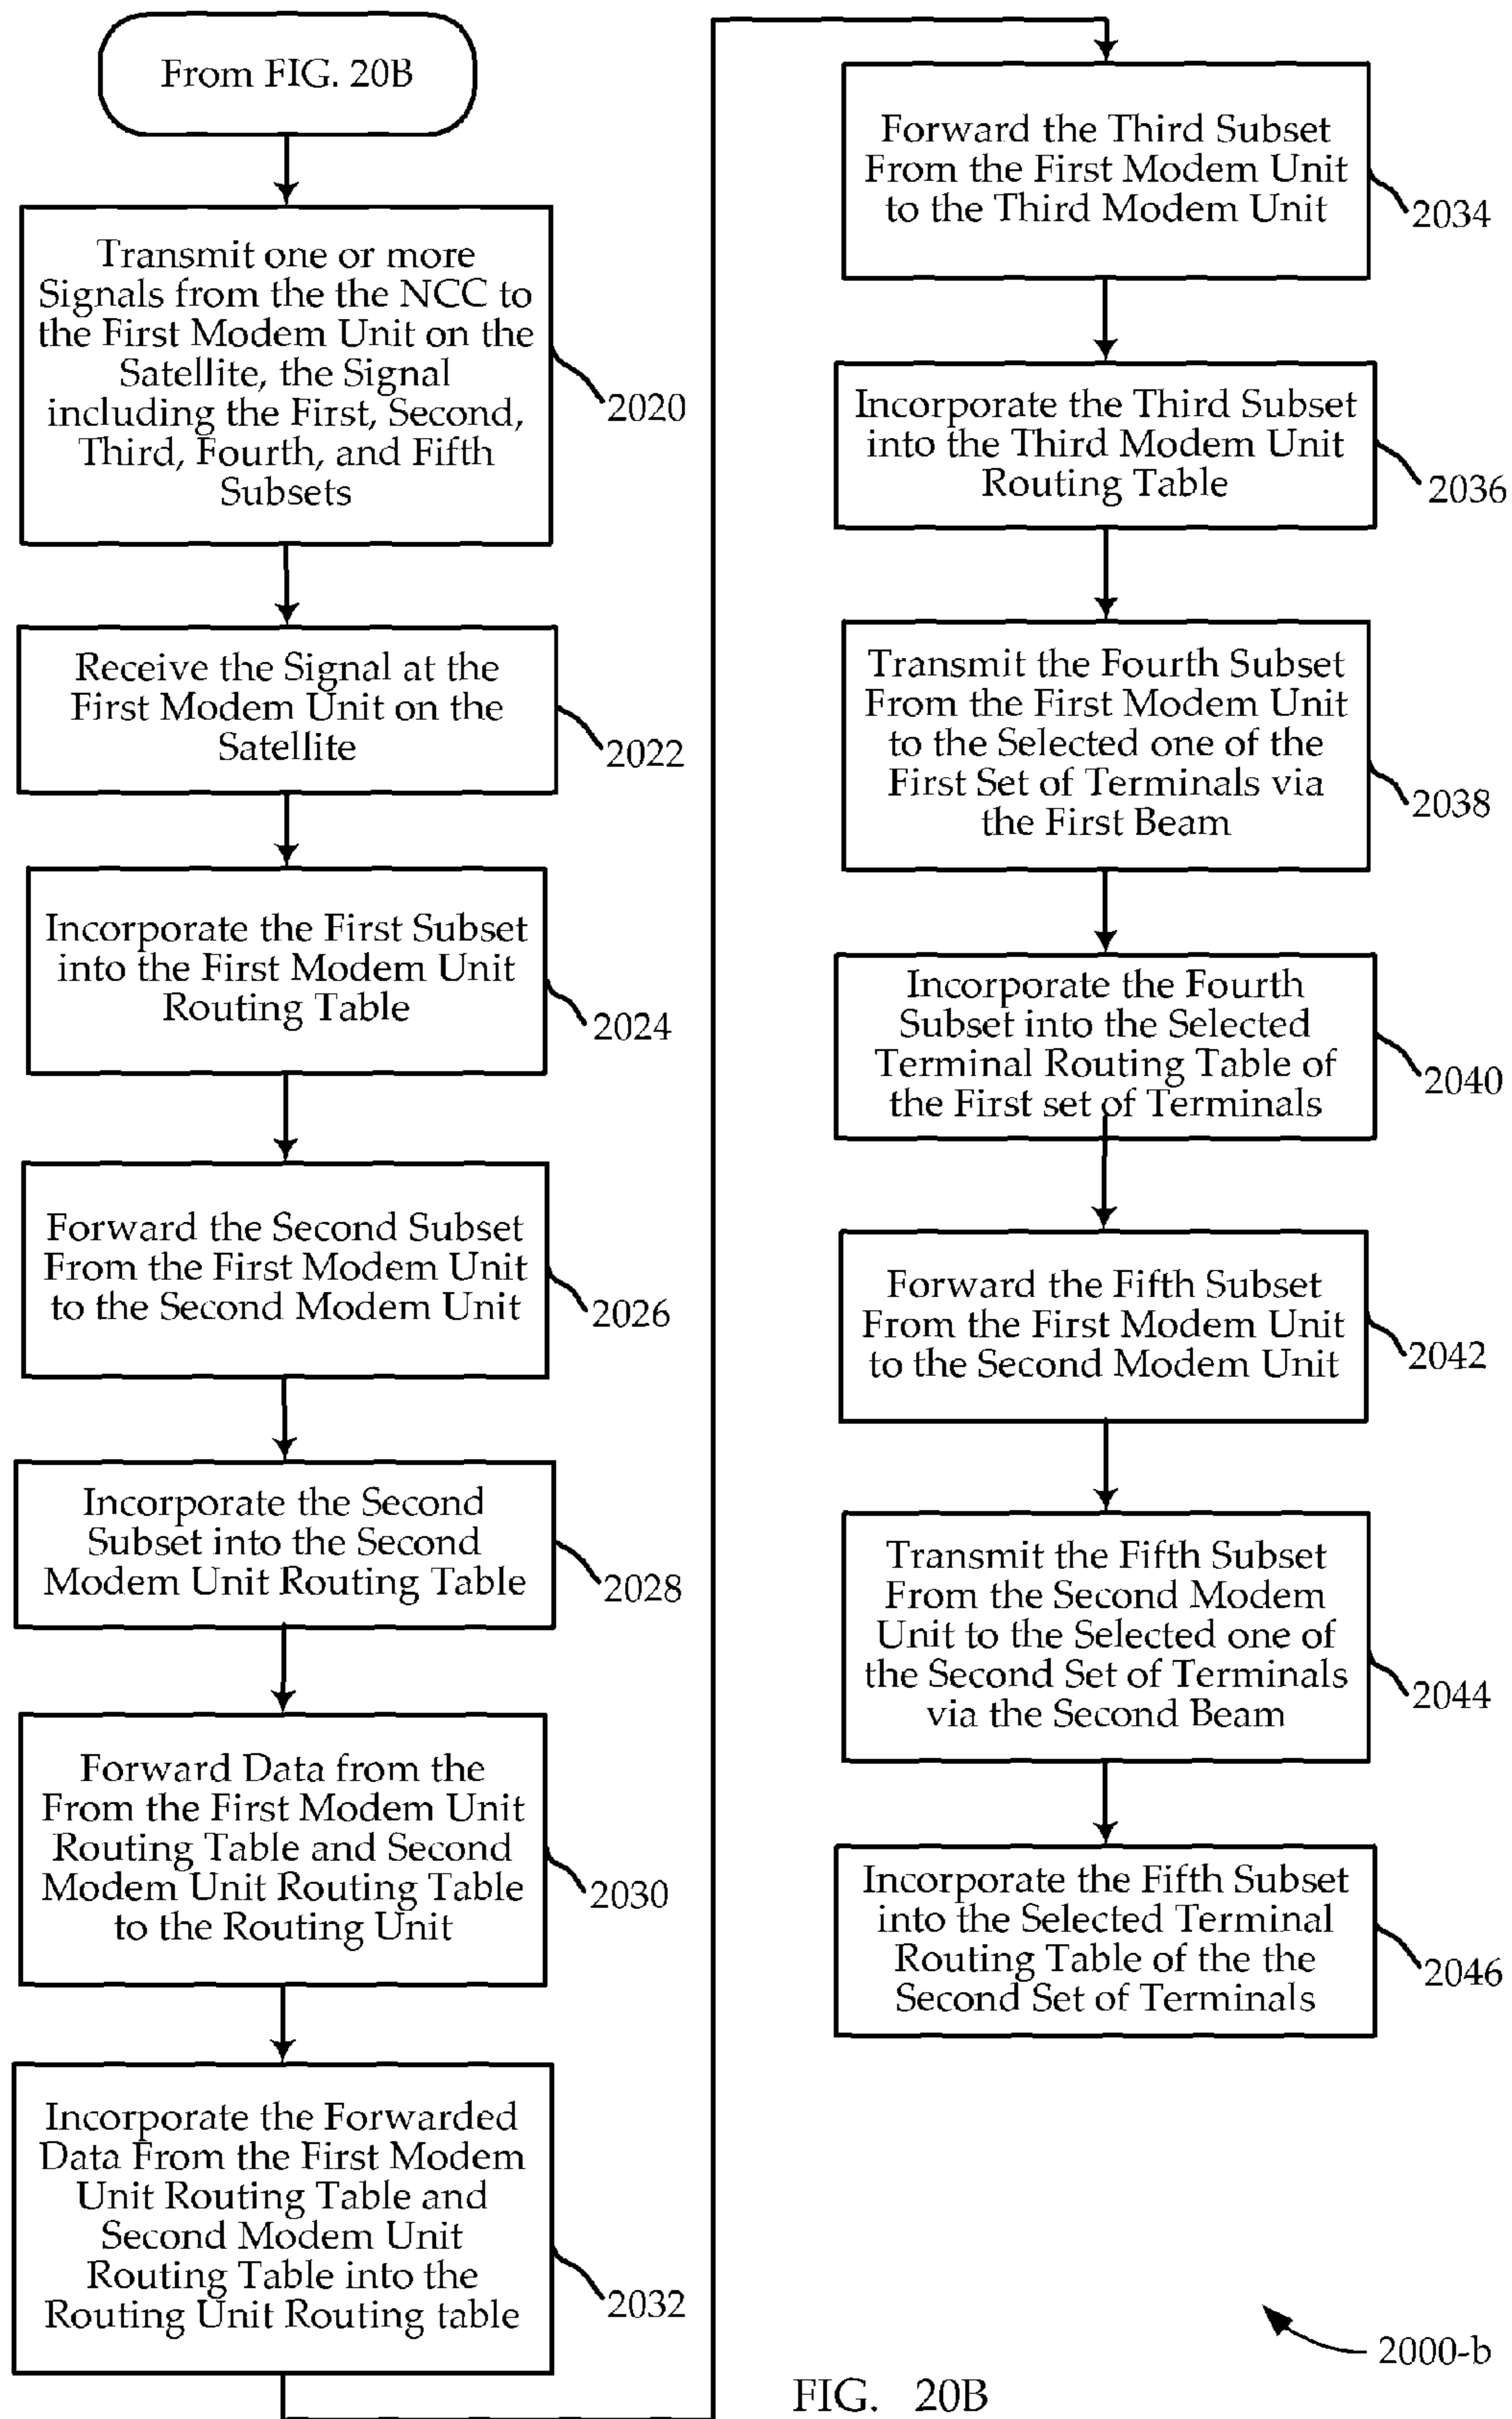 From FIG. 20B
Transmit one or more
Signals from the the NCC to
the First Modem Unit on the
Satellite, the Signal
including the First, Second,
Third, Fourth, and Fifth
Subsets
2020
Receive the Signal at the
First Modem Unit on the
Satellite
2022
Incorporate the First Subset
into the First Modem Unit
Routing Table
2024
Forward the Second Subset
From the First Modem Unit
to the Second Modem Unit
2026
Incorporate the Second
Subset into the Second
Modem Unit Routing Table
2028
Forward Data from the
From the First Modem Unit
Routing Table and Second
Modem Unit Routing Table
to the Routing Unit
2030
Incorporate the Forwarded
Data From the First Modem
Unit Routing Table and
Second Modem Unit
Routing Table into the
Routing Unit Routing table
2032
Forward the Third Subset
From the First Modem Unit
to the Third Modem Unit
2034
Incorporate the Third Subset
into the Third Modem Unit
Routing Table
2036
Transmit the Fourth Subset
From the First Modem Unit
to the Selected one of the
First Set of Terminals via
the First Beam
2038
Incorporate the Fourth
Subset into the Selected
Terminal Routing Table of
the First set of Terminals
2040
Forward the Fifth Subset
From the First Modem Unit
to the Second Modem Unit
2042
Transmit the Fifth Subset
From the Second Modem
Unit to the Selected one of
the Second Set of Terminals
via the Second Beam
2044
Incorporate the Fifth Subset
into the Selected Terminal
Routing Table of the the
Second Set of Terminals
2046
2000-b
FIG. 20B